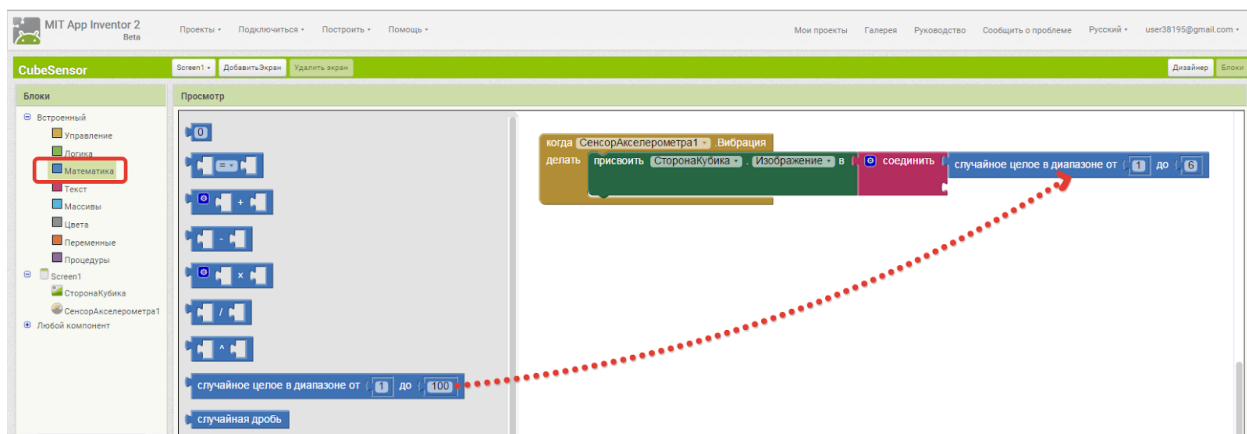 MIT App Inventor 2
Beta
Проекты Подключиться Построить Помощь
Мои проекты Галерея Руководство Сообщить о проблеме Русский user38195@gmail.com
CubeSensor
Screen1 ДобавитьЭкран Удалить экран
Дизайнер Блоки
Блоки
Просмотр
Встроенный
Управление
Логика
Математика
Текст
Массивы
Цвета
Переменные
Процедуры
Screen1
СторонаКубика
СенсорАкселерометра1
Любой компонент
0
=
+
-
×
/
^
случайное целое в диапазоне от 1 до 100
случайная дробь
когда СенсорАкселерометра1 .Вибрация
делать присвоить СторонаКубика . Изображение в соединить случайное целое в диапазоне от 1 до 6